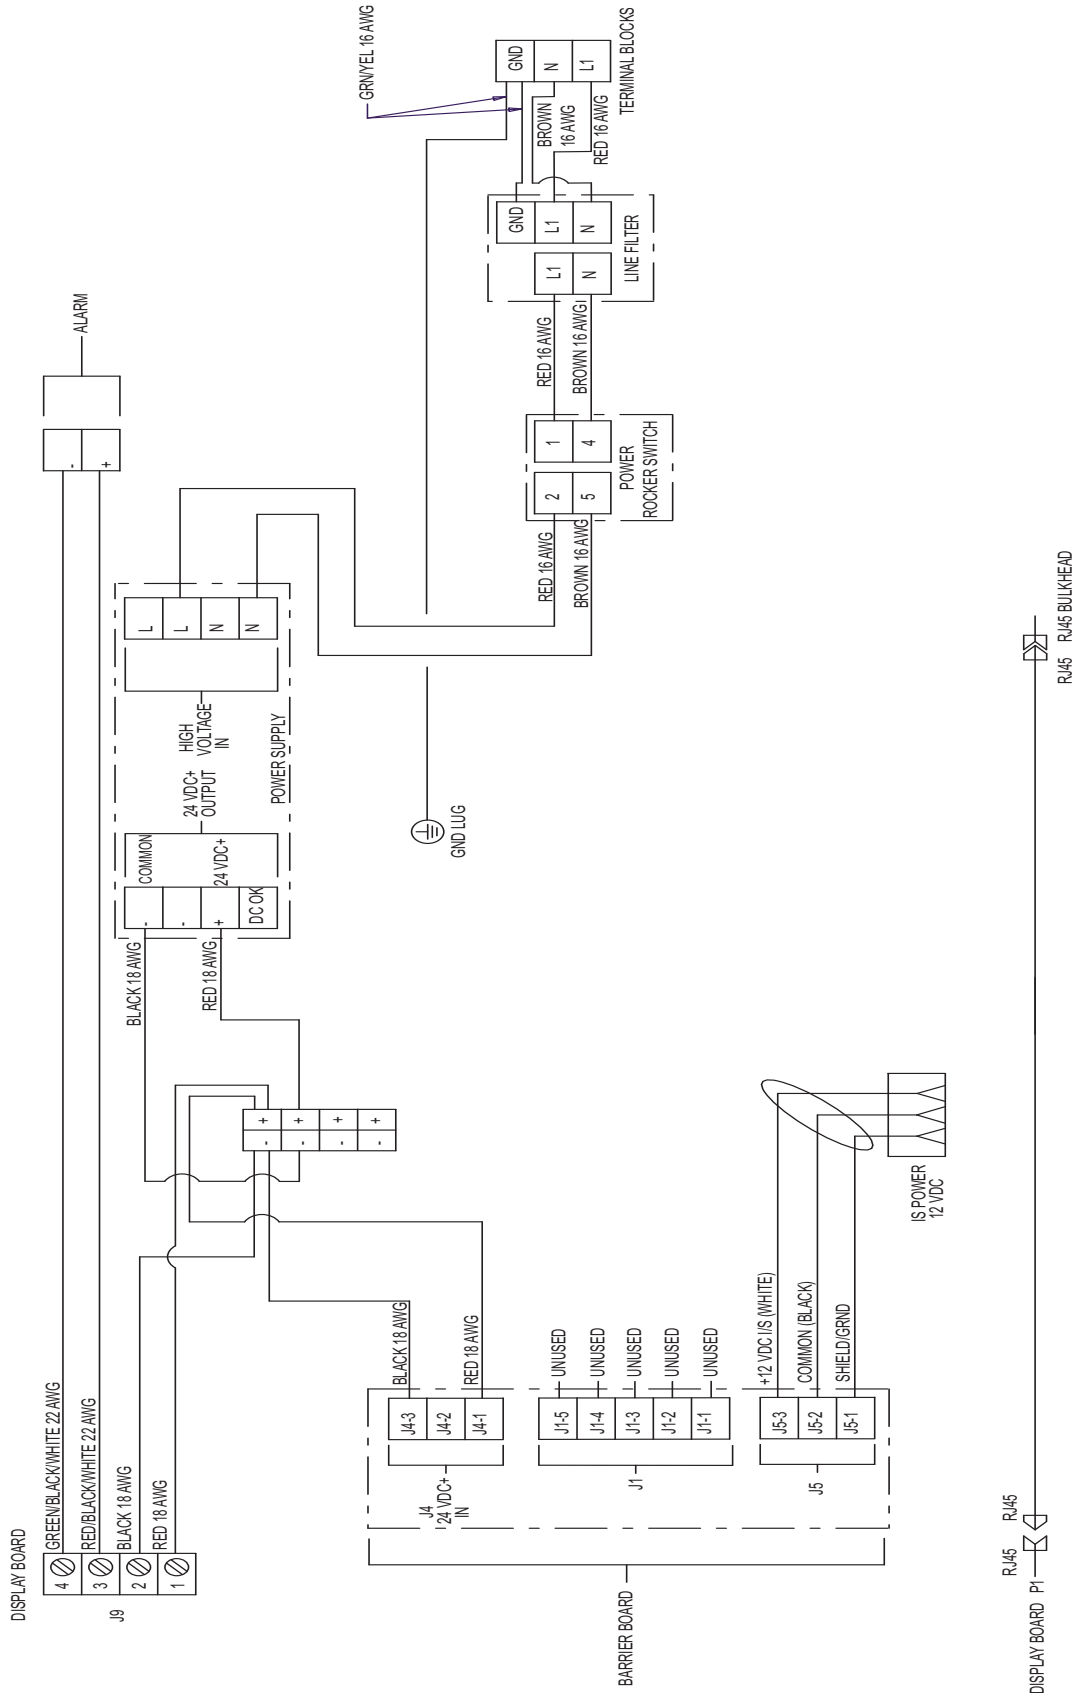 DISPLAY BOARD
J9
4
3
2
1
GREEN/BLACK/WHITE 22 AWG
RED/BLACK/WHITE 22 AWG
BLACK 18 AWG
RED 18 AWG
-
+
ALARM
BARRIER BOARD
J4
24 VDC+
IN
J4-3
J4-2
J4-1
BLACK 18 AWG
RED 18 AWG
J1
J1-5
J1-4
J1-3
J1-2
J1-1
UNUSED
UNUSED
UNUSED
UNUSED
UNUSED
J5
J5-3
J5-2
J5-1
+12 VDC I/S (WHITE)
COMMON (BLACK)
SHIELD/GRND
IS POWER
12 VDC
- +
- +
- +
- +
BLACK 18 AWG
RED 18 AWG
-
-
+
DC OK
COMMON
24 VDC+
24 VDC+
OUTPUT
HIGH
VOLTAGE
IN
POWER SUPPLY
L
L
N
N
GND LUG
RED 16 AWG
BROWN 16 AWG
2
5
1
4
POWER
ROCKER SWITCH
RED 16 AWG
BROWN 16 AWG
L1
N
GND
L1
N
LINE FILTER
GRN/YEL 16 AWG
BROWN
16 AWG
RED 16 AWG
GND
N
L1
TERMINAL BLOCKS
DISPLAY BOARD P1
RJ45
RJ45
RJ45
RJ45 BULKHEAD